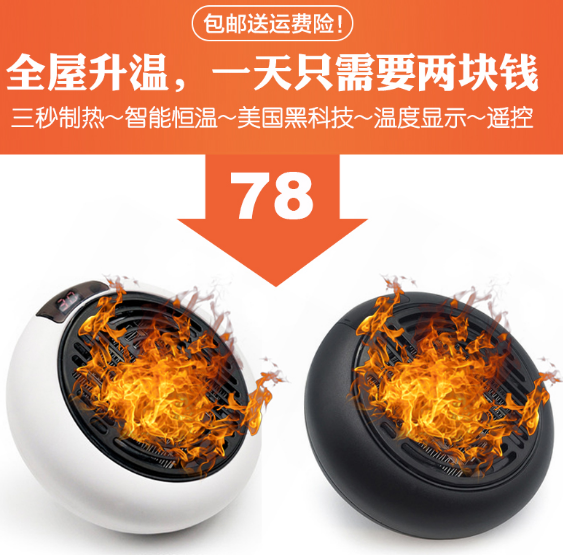 包邮送运费险！
全屋升温，一天只需要两块钱
三秒制热～智能恒温～美国黑科技～温度显示～遥控
78